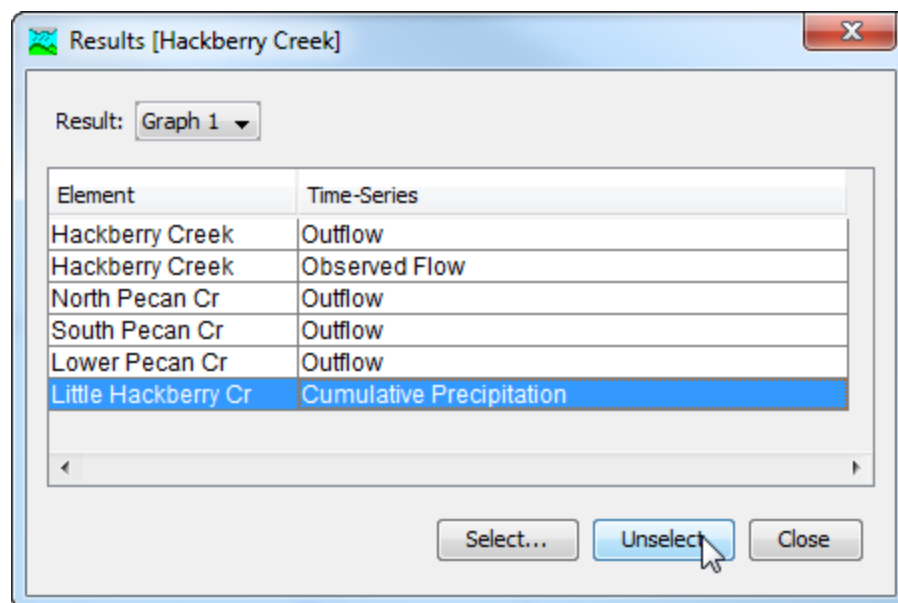 Results [Hackberry Creek]
Result: Graph 1
Element Time-Series
Hackberry Creek Outflow
Hackberry Creek Observed Flow
North Pecan Cr Outflow
South Pecan Cr Outflow
Lower Pecan Cr Outflow
Little Hackberry Cr Cumulative Precipitation
Select... Unselect Close